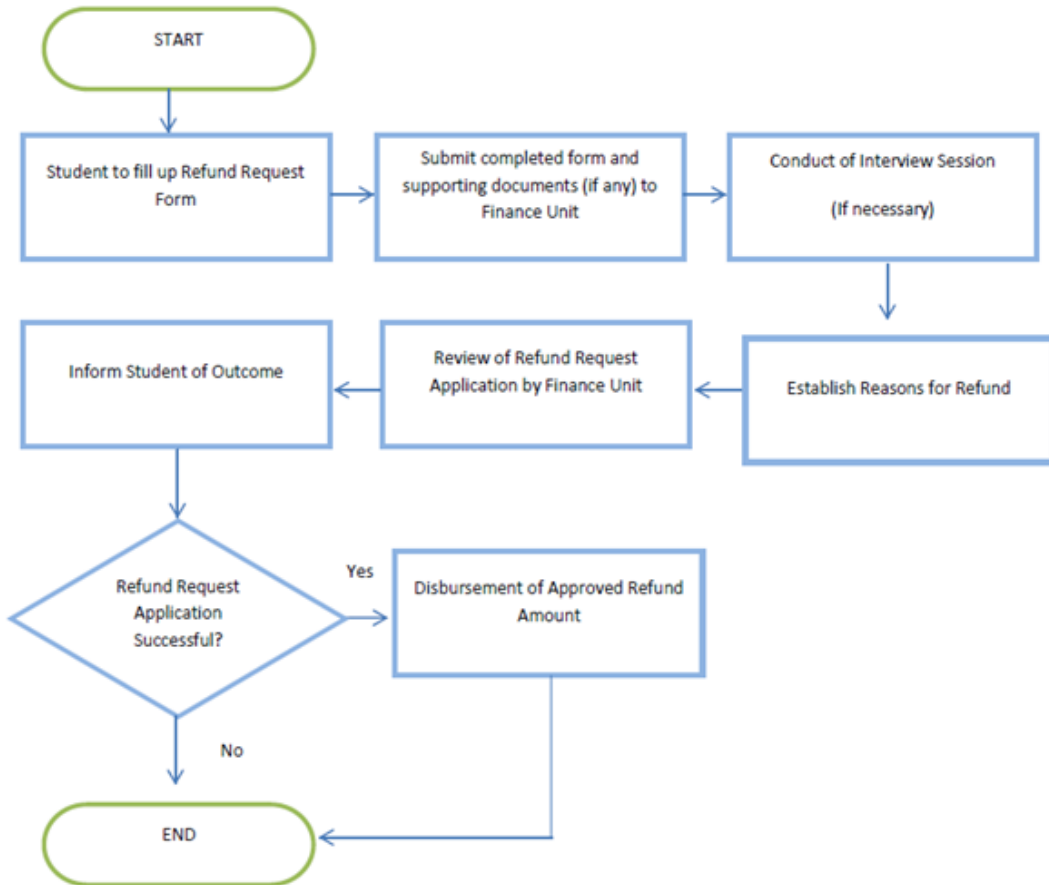 START
Student to fill up Refund Request
Form
Submit completed form and
supporting documents (if any) to
Finance Unit
Conduct of Interview Session
(If necessary)
Establish Reasons for Refund
Review of Refund Request
Application by Finance Unit
Inform Student of Outcome
Refund Request
Application
Successful?
Yes
Disbursement of Approved Refund
Amount
No
END